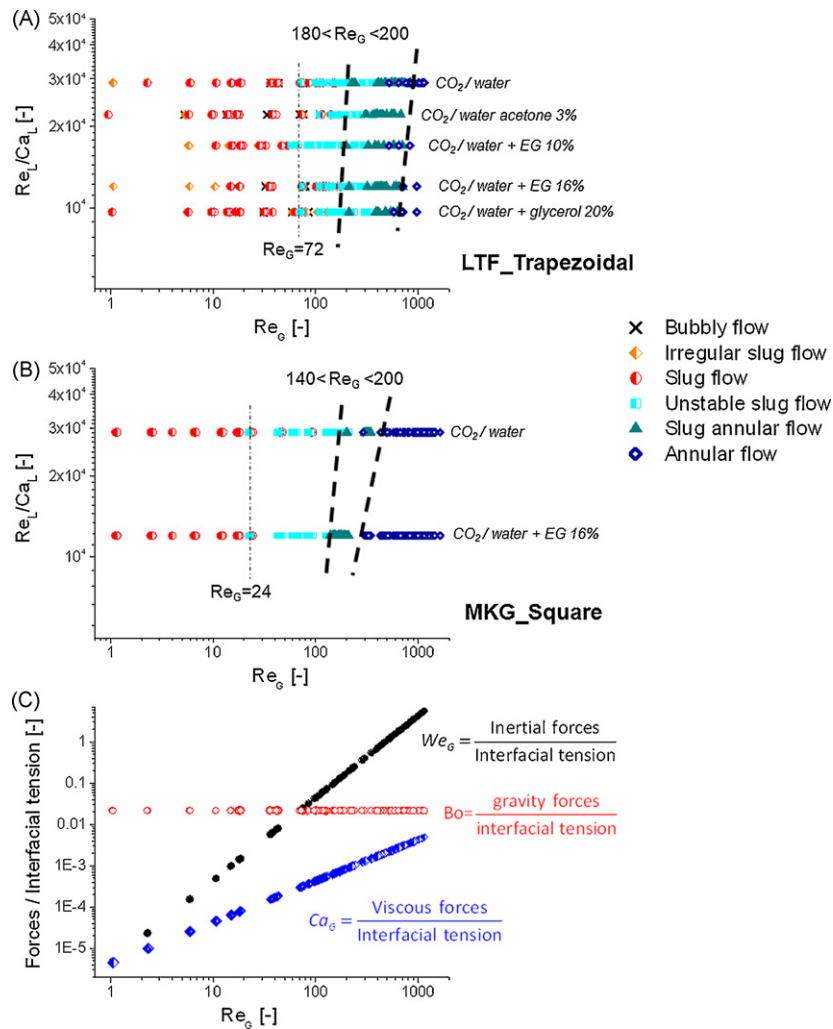 (A)
5x10⁴
4x10⁴
3x10⁴
2x10⁴
10⁴
Re_L/Ca_L [-]
180<Re_G<200
CO₂/ water
CO₂/ water acetone 3%
CO₂/water + EG 10%
CO₂/water + EG 16%
CO₂/water + glycerol 20%
Re_G=72
LTF_Trapezoidal
1
10
100
1000
Re_G [-]
Bubbly flow
Irregular slug flow
Slug flow
Unstable slug flow
Slug annular flow
Annular flow
(B)
5x10⁴
4x10⁴
3x10⁴
2x10⁴
10⁴
Re_L/Ca_L [-]
140<Re_G<200
CO₂/ water
CO₂/water + EG 16%
Re_G=24
MKG_Square
1
10
100
1000
Re_G [-]
(C)
1
0.1
0.01
1E-3
1E-4
1E-5
Forces / Interfacial tension [-]
We_G = Inertial forces
Interfacial tension
Bo= gravity forces
interfacial tension
Ca_G = Viscous forces
Interfacial tension
1
10
100
1000
Re_G [-]